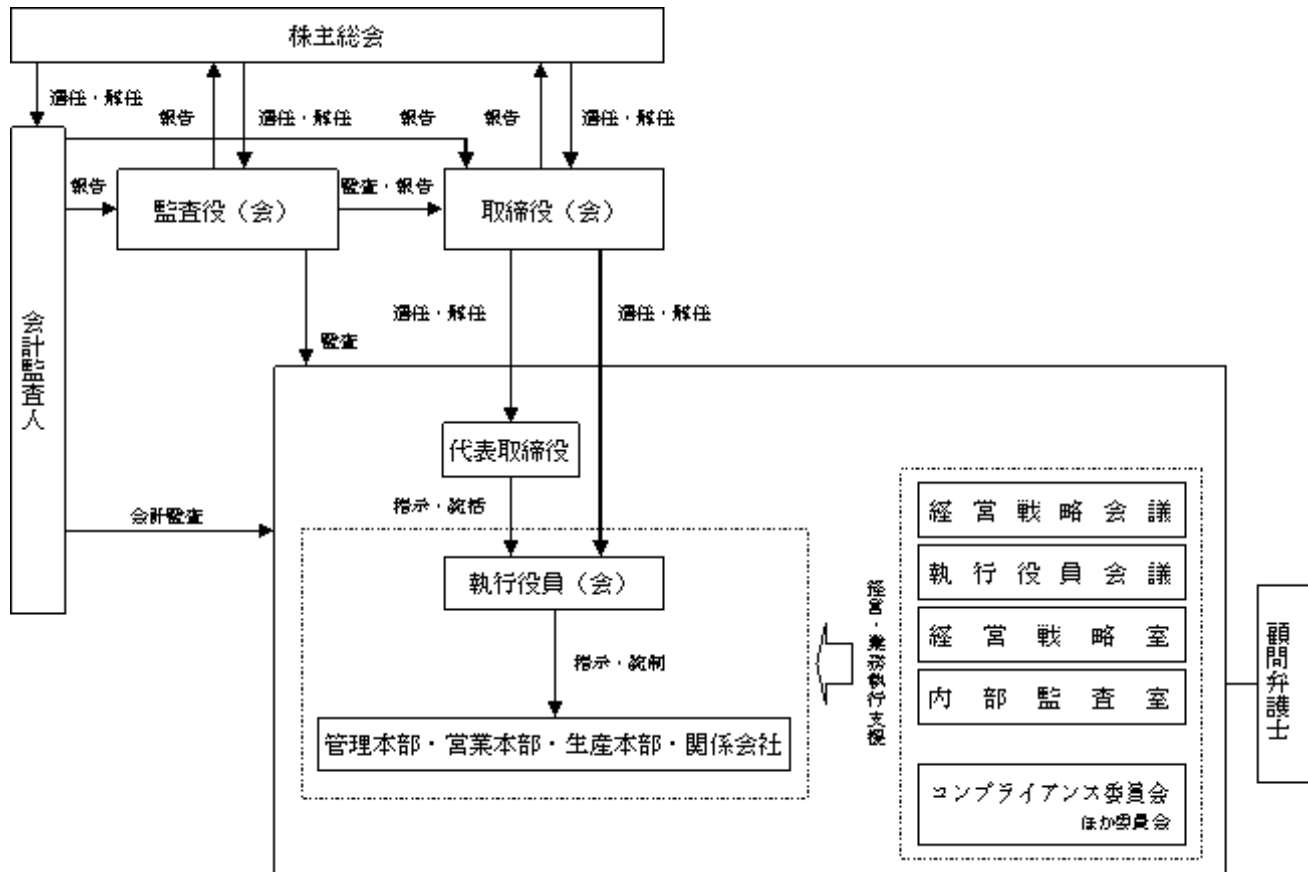 株主総会
選任・解任
報告
選任・解任
報告
報告
選任・解任
報告
監査役（会）
監査・報告
取締役（会）
会計監査人
選任・解任
選任・解任
監査
代表取締役
指示・統括
会計監査
執行役員（会）
指示・統制
管理本部・営業本部・生産本部・関係会社
経営・業務執行支援
経営戦略会議
執行役員会議
経営戦略室
内部監査室
コンプライアンス委員会
ほか委員会
顧問弁護士